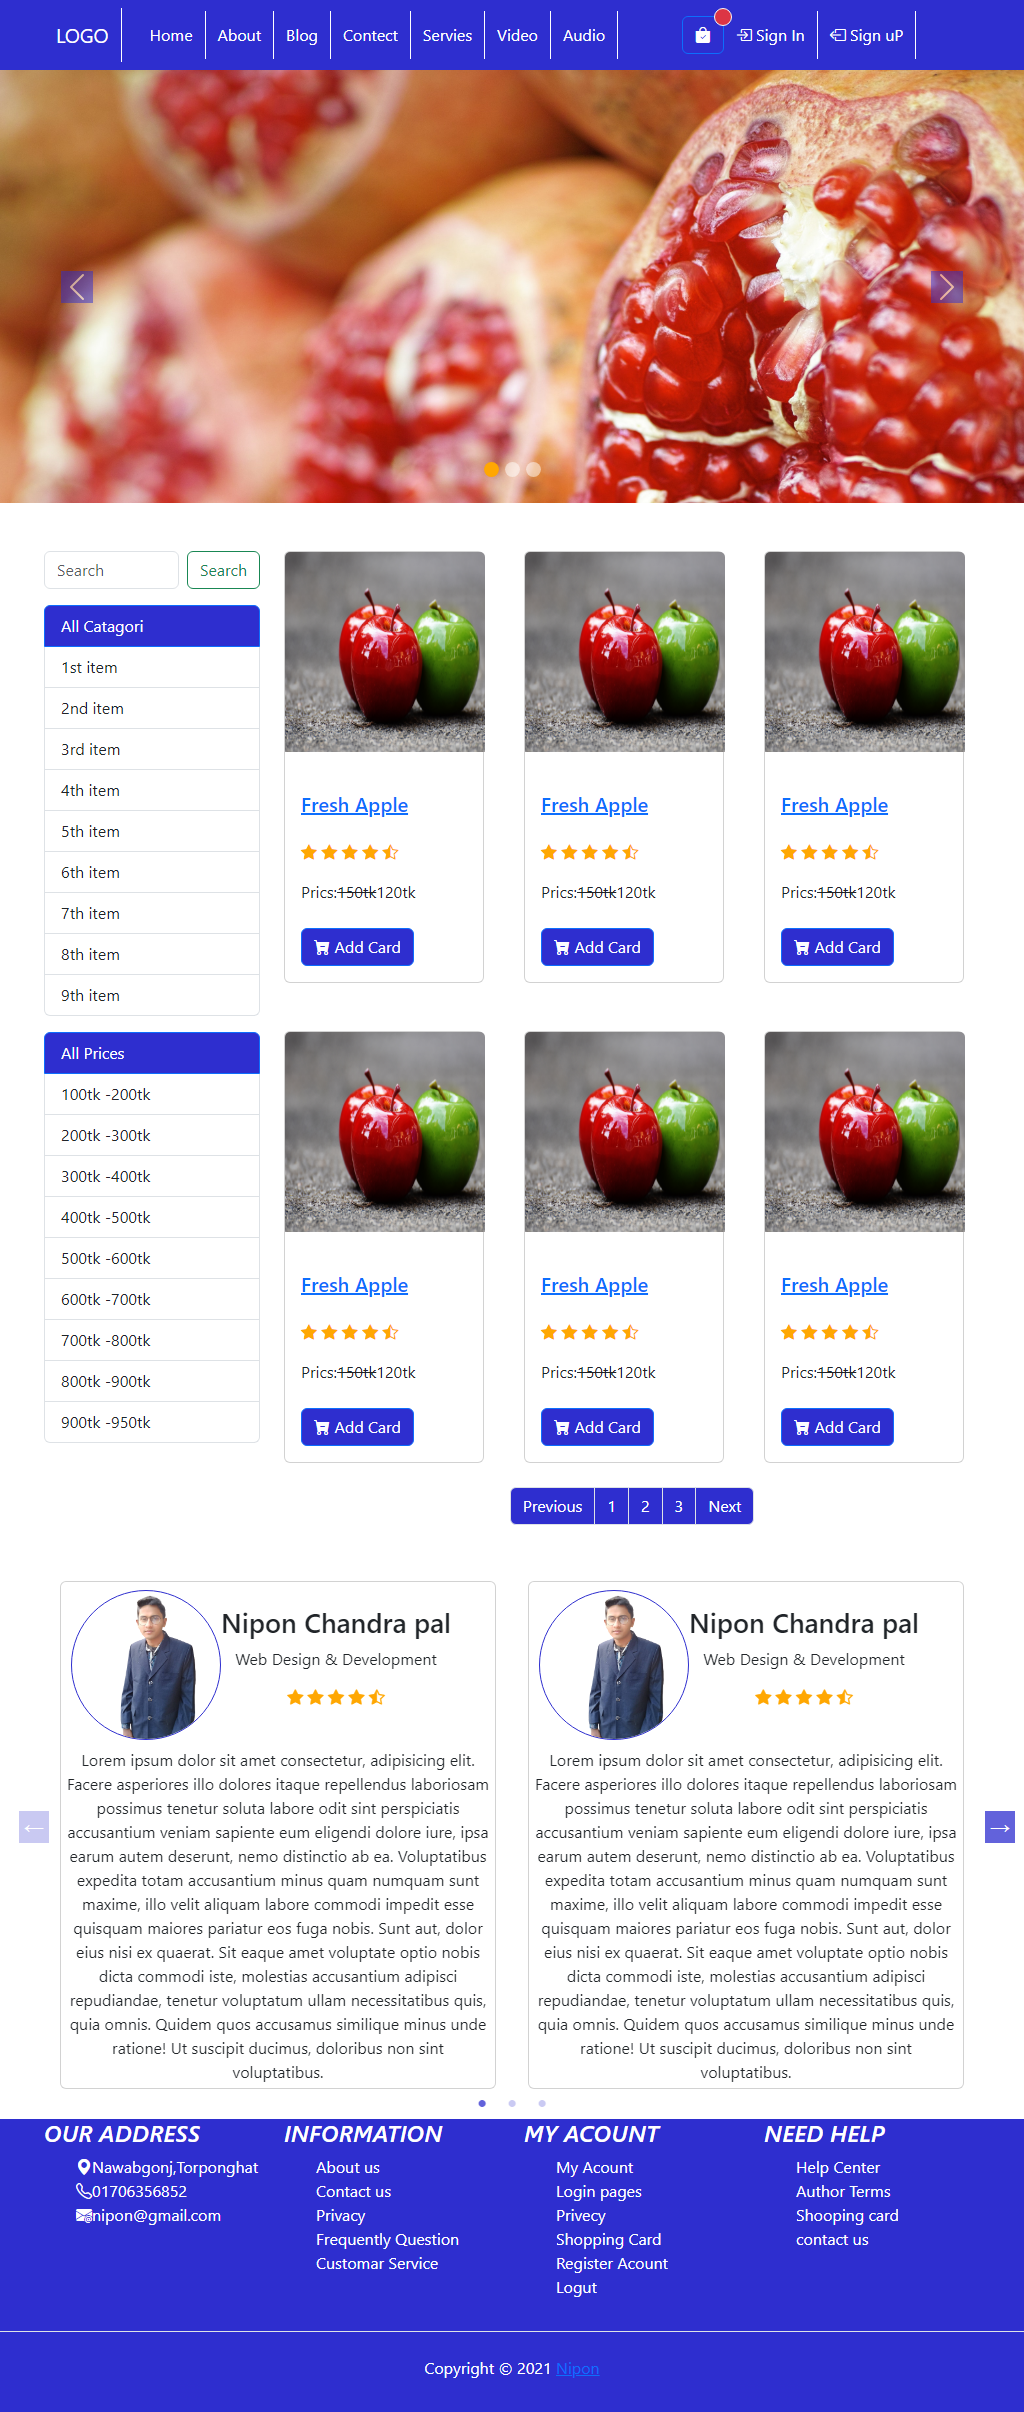 LOGO Home About Blog Contect Servies Video Audio Sign In Sign uP
Search Search
All Catagori
1st item
2nd item
3rd item
4th item
5th item
6th item
7th item
8th item
9th item
All Prices
100tk -200tk
200tk -300tk
300tk -400tk
400tk -500tk
500tk -600tk
600tk -700tk
700tk -800tk
800tk -900tk
900tk -950tk
Fresh Apple
Prics:150tk120tk
Add Card
Fresh Apple
Prics:150tk120tk
Add Card
Fresh Apple
Prics:150tk120tk
Add Card
Fresh Apple
Prics:150tk120tk
Add Card
Fresh Apple
Prics:150tk120tk
Add Card
Fresh Apple
Prics:150tk120tk
Add Card
Previous 1 2 3 Next
Nipon Chandra pal
Web Design & Development
Lorem ipsum dolor sit amet consectetur, adipisicing elit.
Facere asperiores illo dolores itaque repellendus laboriosam
possimus tenetur soluta labore odit sint perspiciatis
accusantium veniam sapiente eum eligendi dolore iure, ipsa
earum autem deserunt, nemo distinctio ab ea. Voluptatibus
expedita totam accusantium minus quam numquam sunt
maxime, illo velit aliquam labore commodi impedit esse
quisquam maiores pariatur eos fuga nobis. Sunt aut, dolor
eius nisi ex quaerat. Sit eaque amet voluptate optio nobis
dicta commodi iste, molestias accusantium adipisci
repudiandae, tenetur voluptatum ullam necessitatibus quis,
quia omnis. Quidem quos accusamus similique minus unde
ratione! Ut suscipit ducimus, doloribus non sint
voluptatibus.
Nipon Chandra pal
Web Design & Development
Lorem ipsum dolor sit amet consectetur, adipisicing elit.
Facere asperiores illo dolores itaque repellendus laboriosam
possimus tenetur soluta labore odit sint perspiciatis
accusantium veniam sapiente eum eligendi dolore iure, ipsa
earum autem deserunt, nemo distinctio ab ea. Voluptatibus
expedita totam accusantium minus quam numquam sunt
maxime, illo velit aliquam labore commodi impedit esse
quisquam maiores pariatur eos fuga nobis. Sunt aut, dolor
eius nisi ex quaerat. Sit eaque amet voluptate optio nobis
dicta commodi iste, molestias accusantium adipisci
repudiandae, tenetur voluptatum ullam necessitatibus quis,
quia omnis. Quidem quos accusamus similique minus unde
ratione! Ut suscipit ducimus, doloribus non sint
voluptatibus.
OUR ADDRESS
Nawabgonj,Torponghat
01706356852
nipon@gmail.com
INFORMATION
About us
Contact us
Privacy
Frequently Question
Customar Service
MY ACOUNT
My Acount
Login pages
Privecy
Shopping Card
Register Acount
Logut
NEED HELP
Help Center
Author Terms
Shooping card
contact us
Copyright © 2021 Nipon